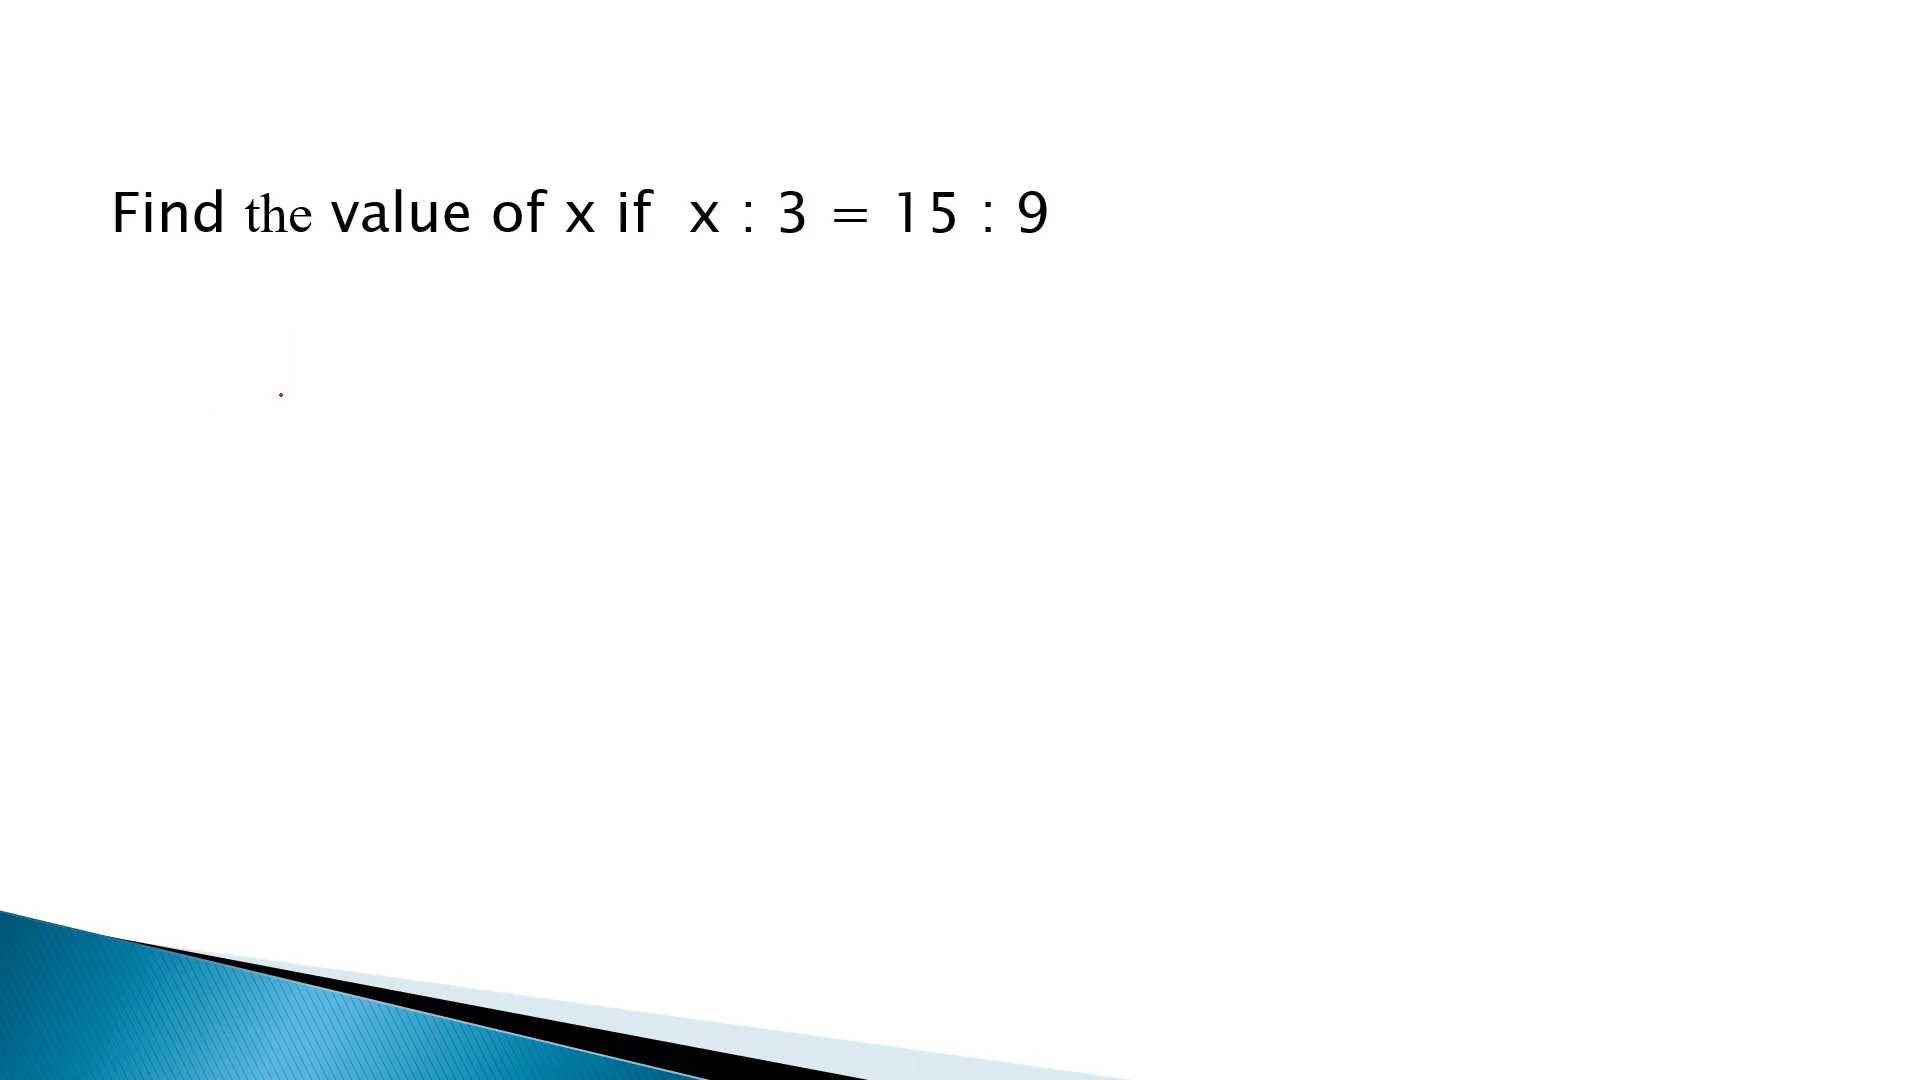 Find the value of x if  x : 3 = 15 : 9